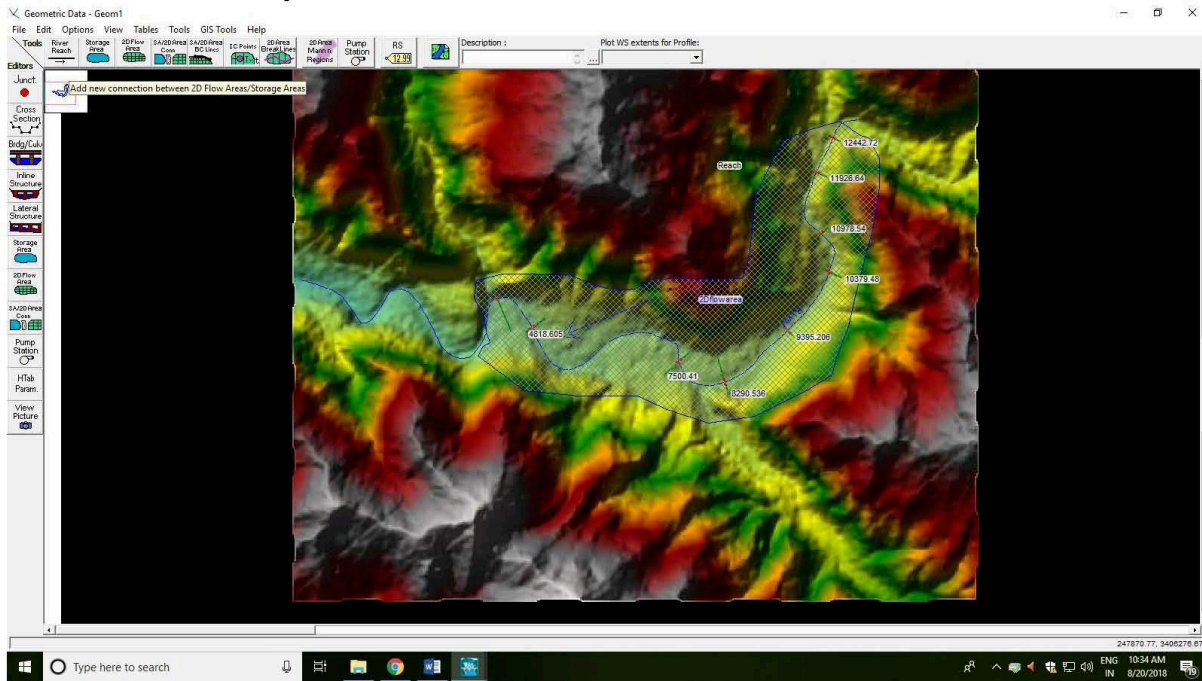 Geometric Data - Geom1
File Edit Options View Tables Tools GIS Tools Help
Tools
River Reach
Storage Area
2D Flow Area
SA/2D Area Conn
SA/2D Area BC Lines
IC Points
2D Area BreakLines
2D Area Mann n Regions
Pump Station
RS
12.99
Description :
...
Plot WS extents for Profile:
Editors
Junct.
Add new connection between 2D Flow Areas/Storage Areas
Cross Section
Brdg/Culv
Inline Structure
Lateral Structure
Storage Area
2D Flow Area
SA/2D Area Conn
Pump Station
HTab Param.
View Picture
12442.72
Reach
11926.64
10978.54
10379.48
2Dflowarea
4818.605
9395.206
7500.41
8290.536
247870.77, 3406276.67
Type here to search
ENG
IN
10:34 AM
8/20/2018
19